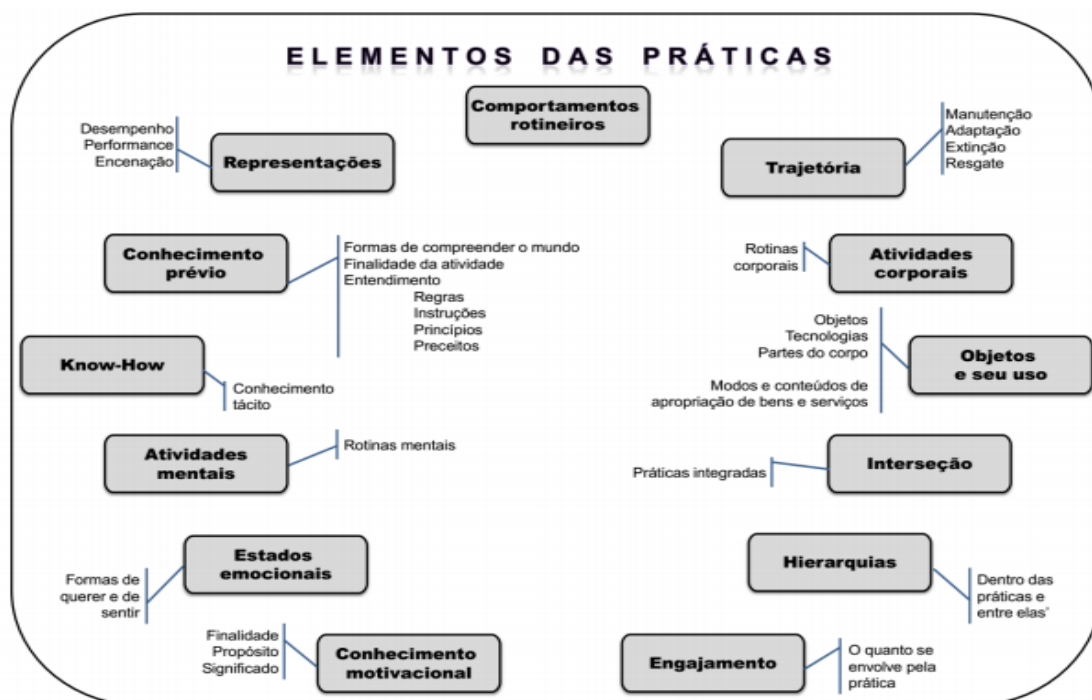 ELEMENTOS DAS PRÁTICAS
Comportamentos
rotineiros
Desempenho
Performance
Encenação
Representações
Trajetória
Manutenção
Adaptação
Extinção
Resgate
Conhecimento
prévio
Formas de compreender o mundo
Finalidade da atividade
Entendimento
Regras
Instruções
Princípios
Preceitos
Rotinas
corporais
Atividades
corporais
Know-How
Conhecimento
tácito
Objetos
Tecnologias
Partes do corpo
Modos e conteúdos de
apropriação de bens e serviços
Objetos
e seu uso
Atividades
mentais
Rotinas mentais
Práticas integradas
Interseção
Estados
emocionais
Formas de
querer e de
sentir
Hierarquias
Dentro das
práticas e
entre elas'
Finalidade
Propósito
Significado
Conhecimento
motivacional
Engajamento
O quanto se
envolve pela
prática